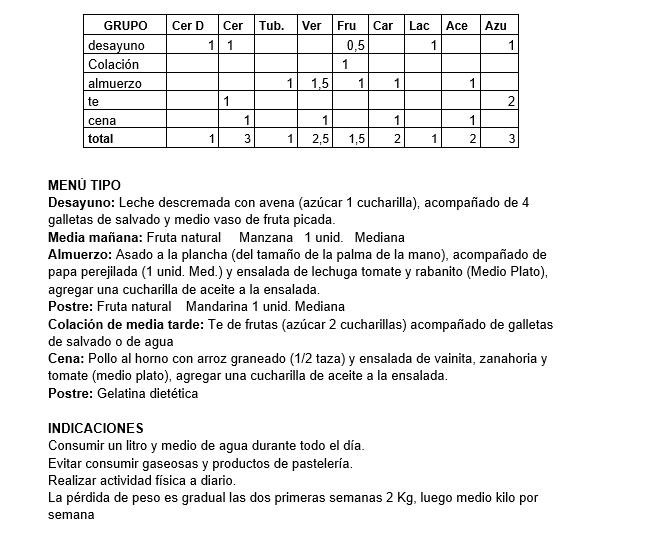 GRUPO Cer D Cer Tub. Ver Fru Car Lac Ace Azu
desayuno 1 1 0,5 1 1
Colación 1
almuerzo 1 1,5 1 1 1
te 1 2
cena 1 1 1 1
total 1 3 1 2,5 1,5 2 1 2 3
MENÚ TIPO
Desayuno: Leche descremada con avena (azúcar 1 cucharilla), acompañado de 4
galletas de salvado y medio vaso de fruta picada.
Media mañana: Fruta natural Manzana 1 unid. Mediana
Almuerzo: Asado a la plancha (del tamaño de la palma de la mano), acompañado de
papa perejilada (1 unid. Med.) y ensalada de lechuga tomate y rabanito (Medio Plato),
agregar una cucharilla de aceite a la ensalada.
Postre: Fruta natural Mandarina 1 unid. Mediana
Colación de media tarde: Te de frutas (azúcar 2 cucharillas) acompañado de galletas
de salvado o de agua
Cena: Pollo al horno con arroz graneado (1/2 taza) y ensalada de vainita, zanahoria y
tomate (medio plato), agregar una cucharilla de aceite a la ensalada.
Postre: Gelatina dietética
INDICACIONES
Consumir un litro y medio de agua durante todo el día.
Evitar consumir gaseosas y productos de pastelería.
Realizar actividad física a diario.
La pérdida de peso es gradual las dos primeras semanas 2 Kg, luego medio kilo por
semana